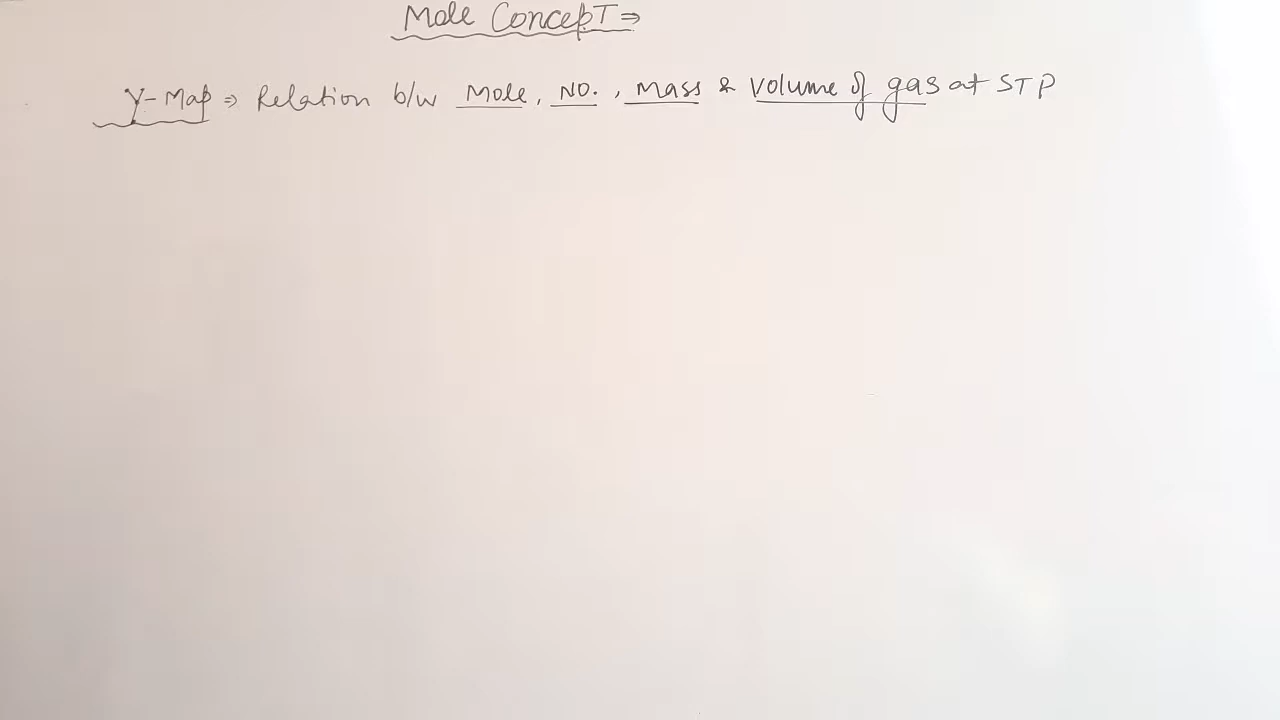 Mole Concept ⇒
Y-Map ⇒ Relation b/w Mole, NO., Mass & Volume of gas at STP